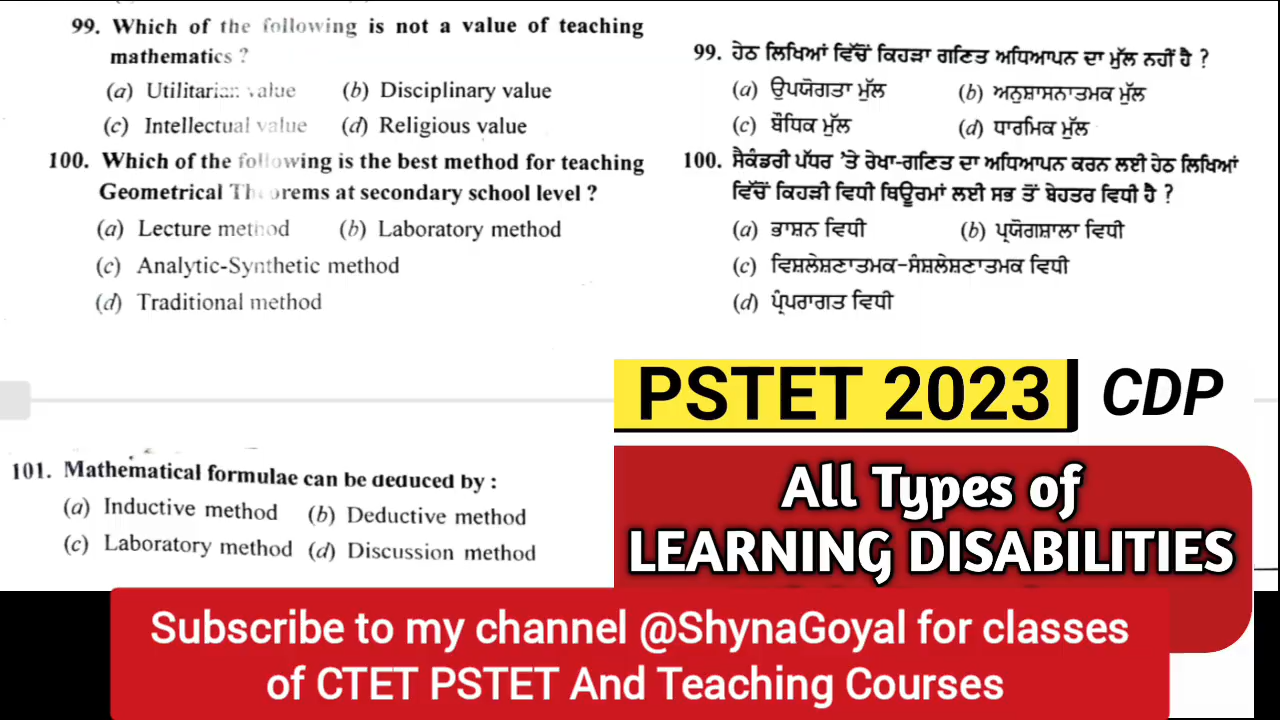 99. Which of the following is not a value of teaching
mathematics ?
(a) Utilitarian value (b) Disciplinary value
(c) Intellectual value (d) Religious value
100. Which of the following is the best method for teaching
Geometrical Theorems at secondary school level ?
(a) Lecture method (b) Laboratory method
(c) Analytic-Synthetic method
(d) Traditional method
99. ਹੇਠ ਲਿਖਿਆਂ ਵਿੱਚੋਂ ਕਿਹੜਾ ਗਣਿਤ ਅਧਿਆਪਨ ਦਾ ਮੁੱਲ ਨਹੀਂ ਹੈ ?
(a) ਉਪਯੋਗਤਾ ਮੁੱਲ (b) ਅਨੁਸ਼ਾਸਨਾਤਮਕ ਮੁੱਲ
(c) ਬੌਧਿਕ ਮੁੱਲ (d) ਧਾਰਮਿਕ ਮੁੱਲ
100. ਸੈਕੰਡਰੀ ਪੱਧਰ 'ਤੇ ਰੇਖਾ-ਗਣਿਤ ਦਾ ਅਧਿਆਪਨ ਕਰਨ ਲਈ ਹੇਠ ਲਿਖਿਆਂ
ਵਿੱਚੋਂ ਕਿਹੜੀ ਵਿਧੀ ਥਿਊਰਮਾਂ ਲਈ ਸਭ ਤੋਂ ਬੇਹਤਰ ਵਿਧੀ ਹੈ ?
(a) ਭਾਸ਼ਨ ਵਿਧੀ (b) ਪ੍ਰਯੋਗਸ਼ਾਲਾ ਵਿਧੀ
(c) ਵਿਸ਼ਲੇਸ਼ਣਾਤਮਕ-ਸੰਸ਼ਲੇਸ਼ਣਾਤਮਕ ਵਿਧੀ
(d) ਪ੍ਰੰਪਰਾਗਤ ਵਿਧੀ
101. Mathematical formulae can be deduced by :
(a) Inductive method (b) Deductive method
(c) Laboratory method (d) Discussion method
PSTET 2023 CDP
All Types of
LEARNING DISABILITIES
Subscribe to my channel @ShynaGoyal for classes
of CTET PSTET And Teaching Courses